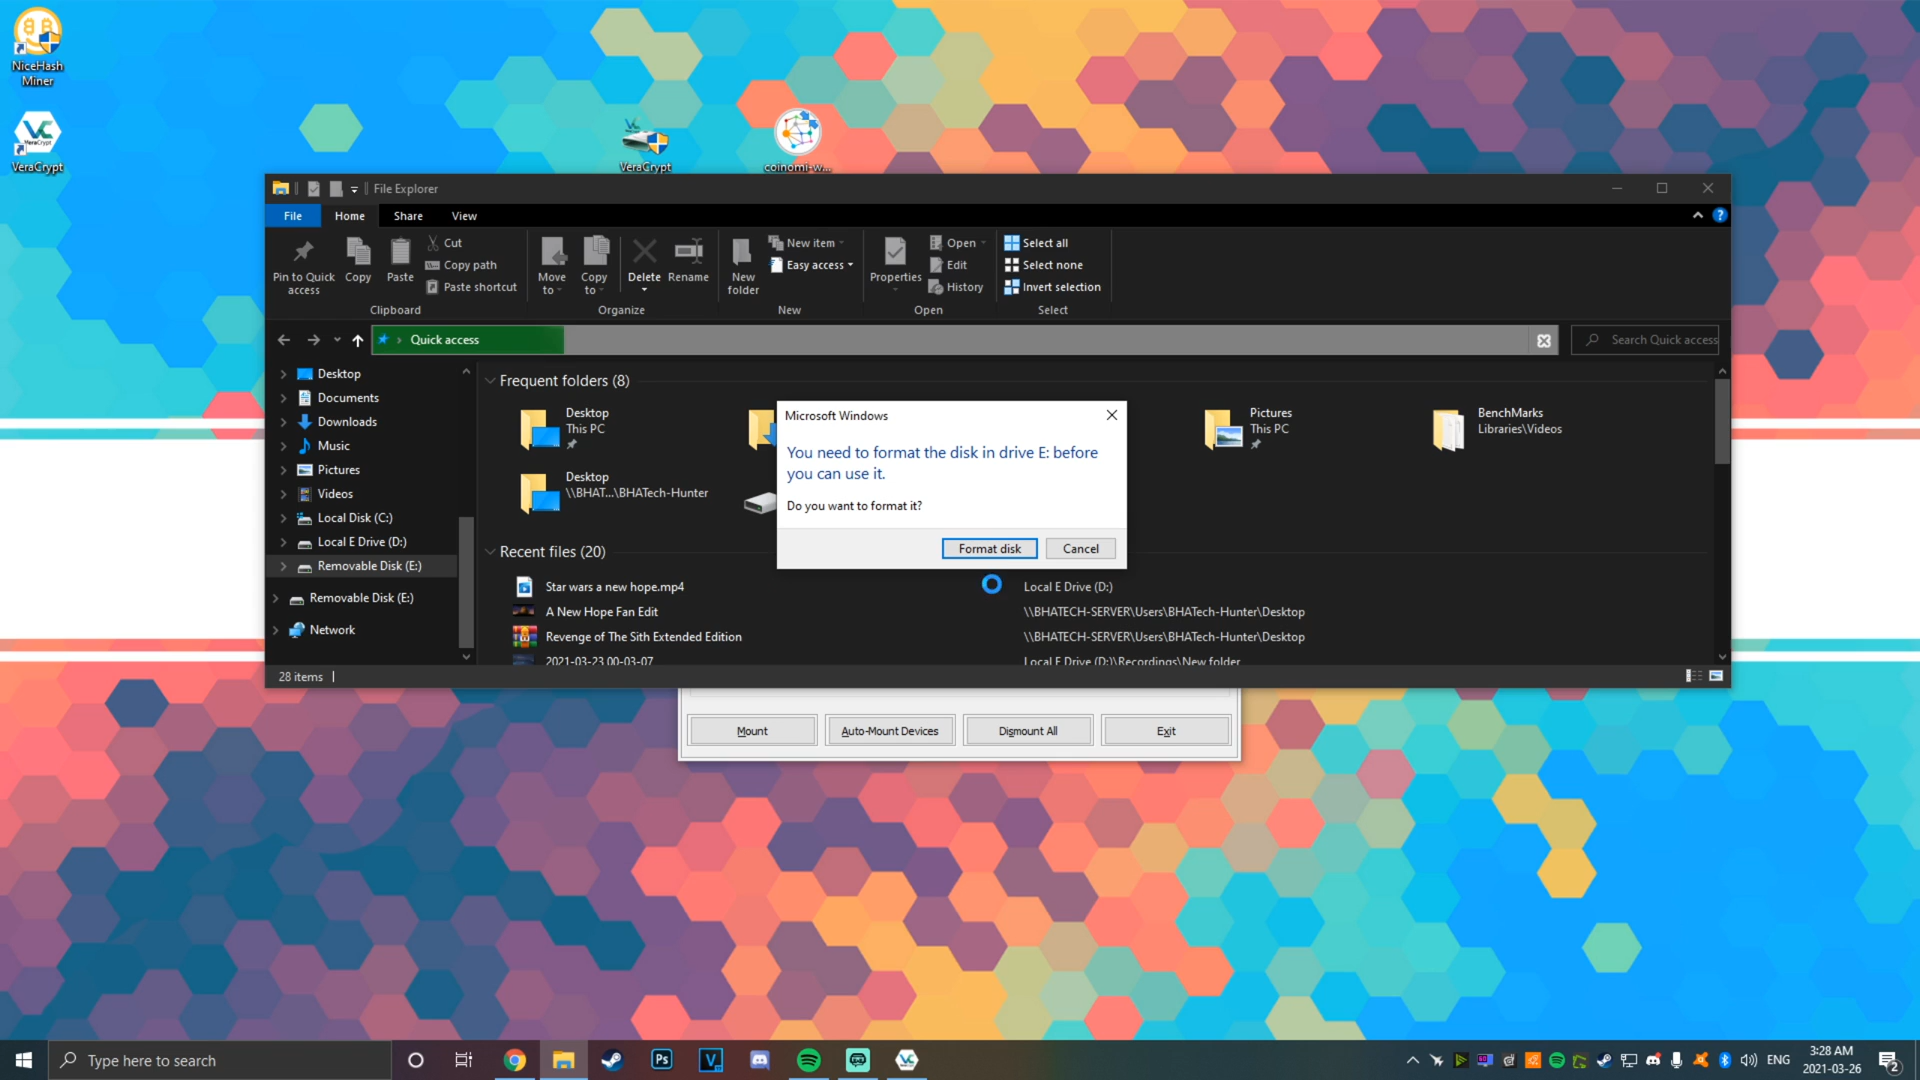 NiceHash
Miner
VeraCrypt
VeraCrypt
VeraCrypt
coinomi-w...
File Explorer
File
Home
Share
View
Pin to Quick
access
Copy
Paste
Cut
Copy path
Paste shortcut
Clipboard
Move
to
Copy
to
Delete
Rename
Organize
New
folder
New item
Easy access
New
Properties
Open
Edit
History
Open
Select all
Select none
Invert selection
Select
Quick access
Search Quick access
Desktop
Documents
Downloads
Music
Pictures
Videos
Local Disk (C:)
Local E Drive (D:)
Removable Disk (E:)
Removable Disk (E:)
Network
Frequent folders (8)
Desktop
This PC
Pictures
This PC
BenchMarks
Libraries\Videos
Desktop
\\BHAT...\BHATech-Hunter
Microsoft Windows
You need to format the disk in drive E: before
you can use it.
Do you want to format it?
Format disk
Cancel
Recent files (20)
Star wars a new hope.mp4
Local E Drive (D:)
A New Hope Fan Edit
\\BHATECH-SERVER\Users\BHATech-Hunter\Desktop
Revenge of The Sith Extended Edition
\\BHATECH-SERVER\Users\BHATech-Hunter\Desktop
2021-03-23 00-03-07
Local E Drive (D:)\Recordings\New folder
28 items
Mount
Auto-Mount Devices
Dismount All
Exit
Type here to search
Ps
V
ENG
3:28 AM
2021-03-26
2